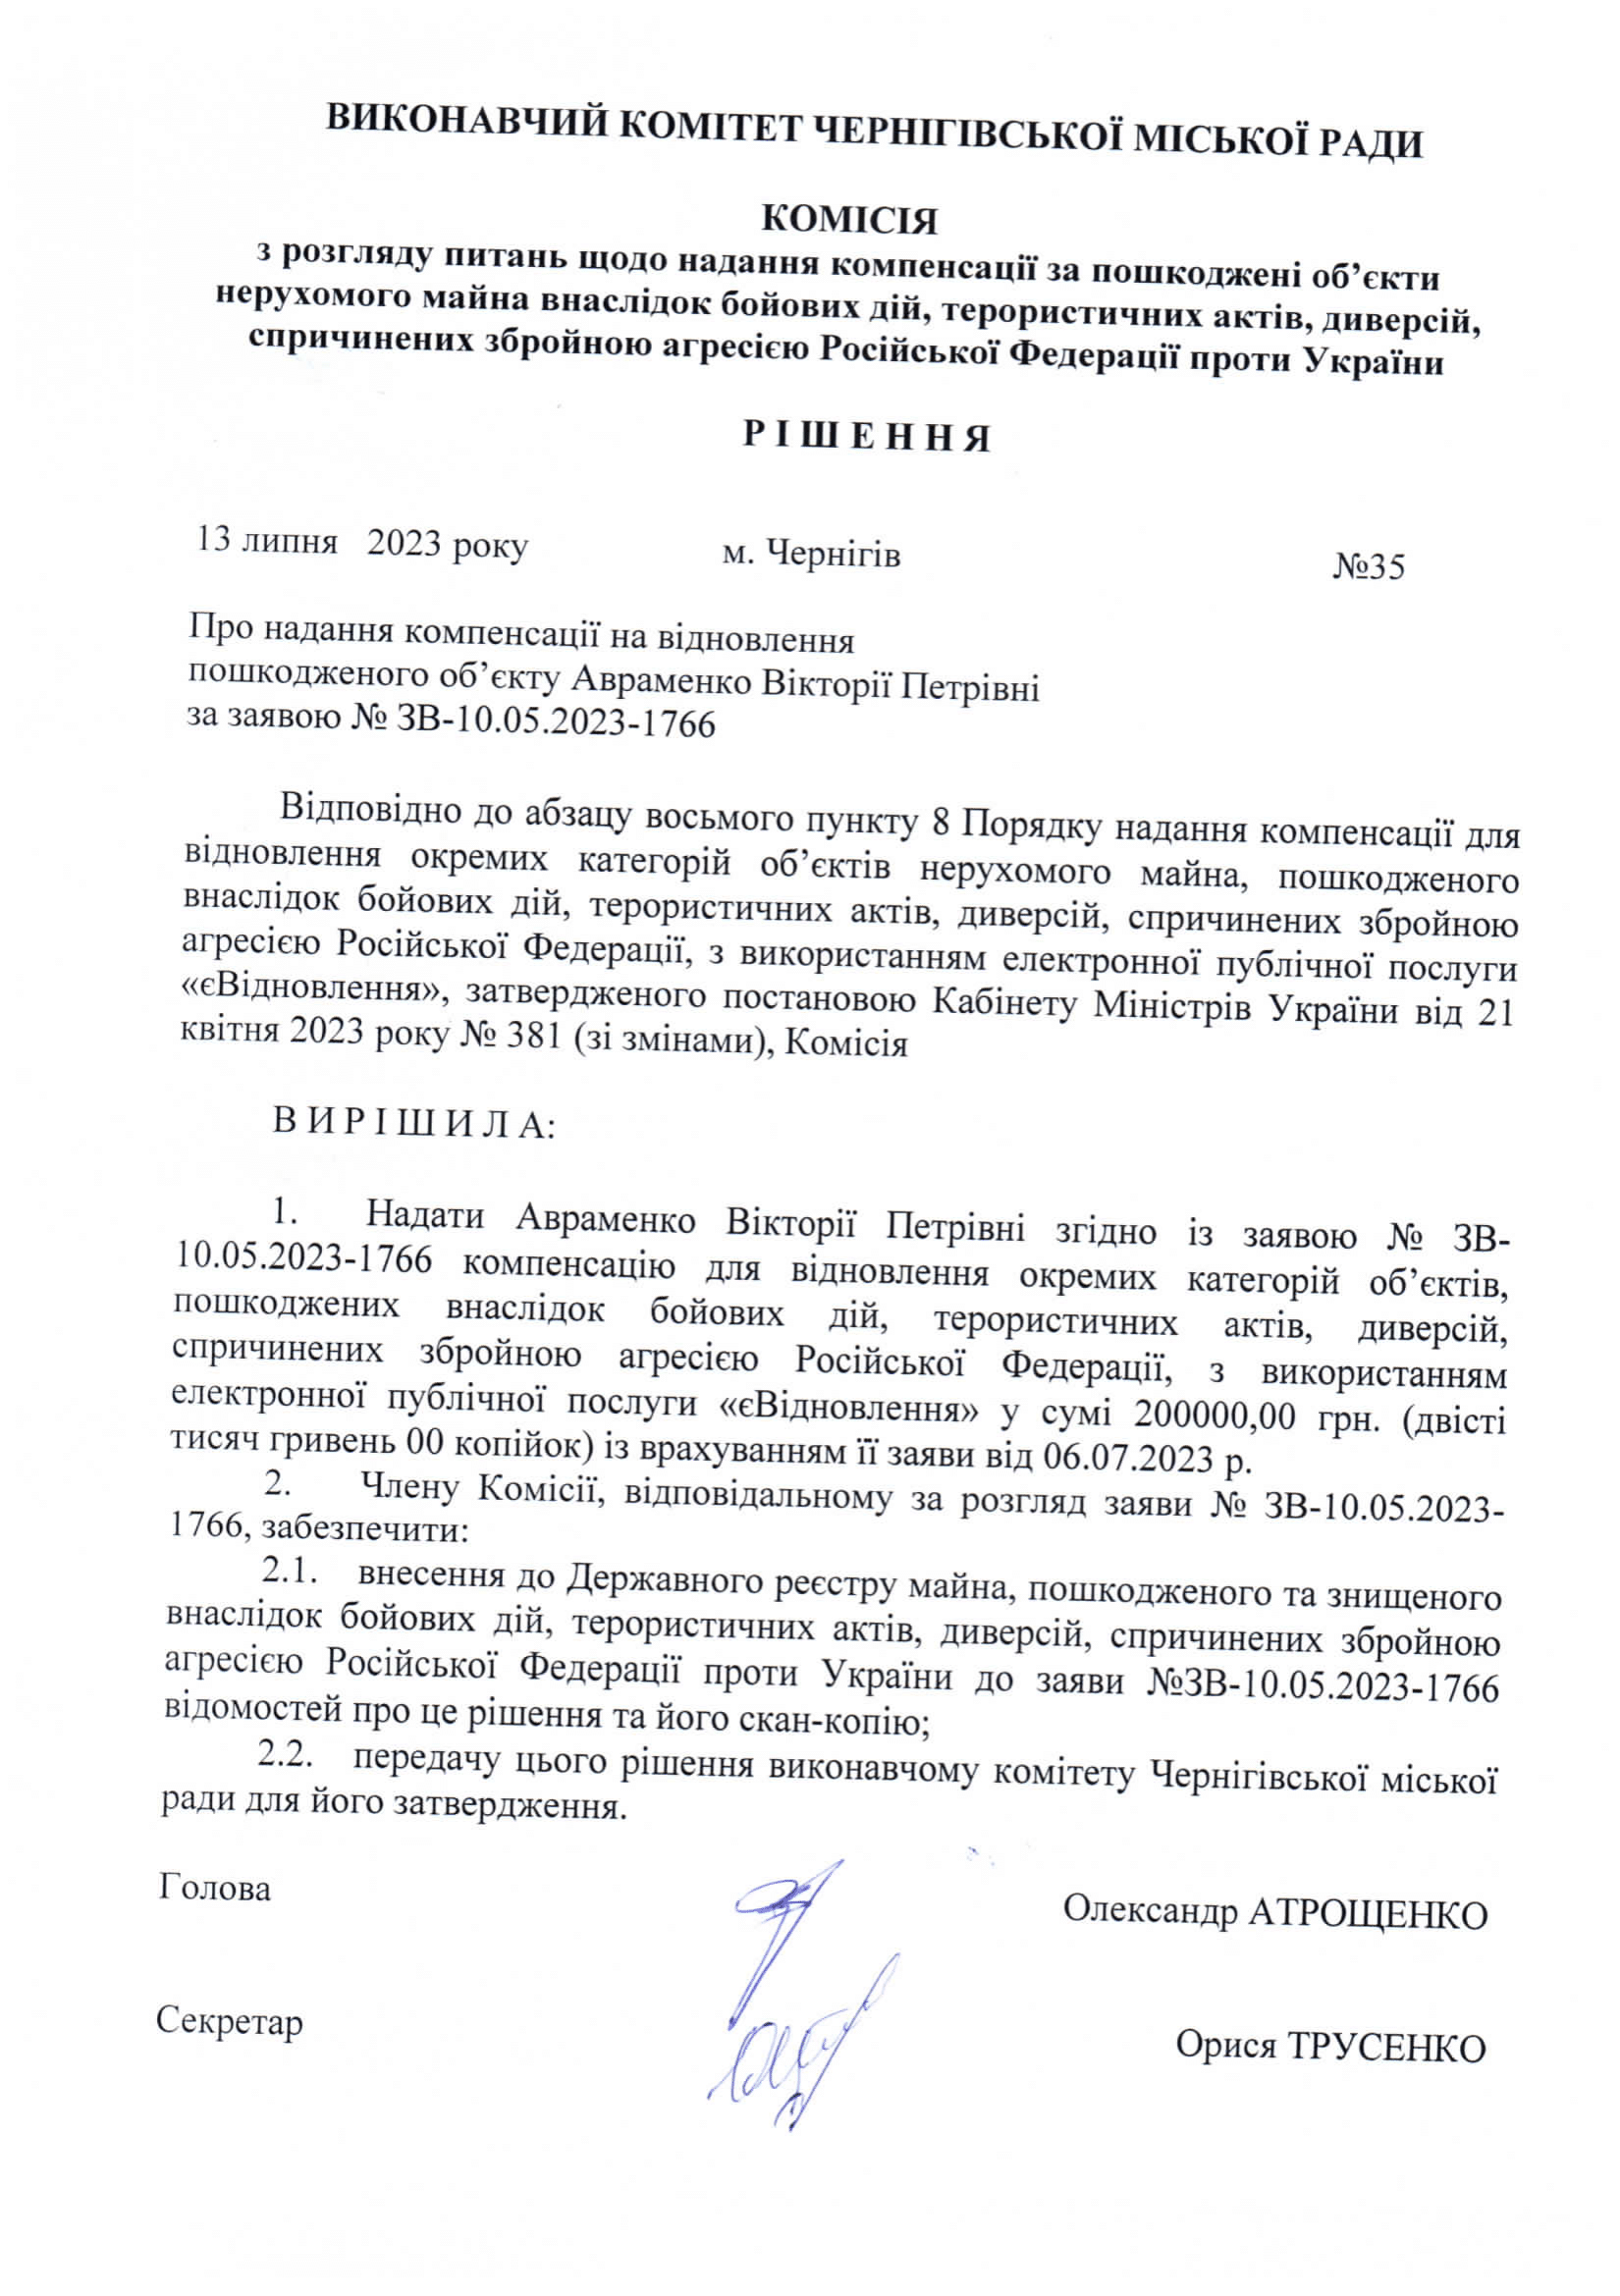 ВИКОНАВЧИЙ КОМІТЕТ ЧЕРНІГІВСЬКОЇ МІСЬКОЇ РАДИ
КОМІСІЯ
з розгляду питань щодо надання компенсації за пошкоджені об’єкти
нерухомого майна внаслідок бойових дій, терористичних актів, диверсій,
спричинених збройною агресією Російської Федерації проти України
Р І Ш Е Н Н Я
13 липня 2023 року м. Чернігів №35
Про надання компенсації на відновлення
пошкодженого об’єкту Авраменко Вікторії Петрівні
за заявою № ЗВ-10.05.2023-1766
Відповідно до абзацу восьмого пункту 8 Порядку надання компенсації для
відновлення окремих категорій об’єктів нерухомого майна, пошкодженого
внаслідок бойових дій, терористичних актів, диверсій, спричинених збройною
агресією Російської Федерації, з використанням електронної публічної послуги
«єВідновлення», затвердженого постановою Кабінету Міністрів України від 21
квітня 2023 року № 381 (зі змінами), Комісія
В И Р І Ш И Л А:
1. Надати Авраменко Вікторії Петрівні згідно із заявою № ЗВ-
10.05.2023-1766 компенсацію для відновлення окремих категорій об’єктів,
пошкоджених внаслідок бойових дій, терористичних актів, диверсій,
спричинених збройною агресією Російської Федерації, з використанням
електронної публічної послуги «єВідновлення» у сумі 200000,00 грн. (двісті
тисяч гривень 00 копійок) із врахуванням її заяви від 06.07.2023 р.
2. Члену Комісії, відповідальному за розгляд заяви № ЗВ-10.05.2023-
1766, забезпечити:
2.1. внесення до Державного реєстру майна, пошкодженого та знищеного
внаслідок бойових дій, терористичних актів, диверсій, спричинених збройною
агресією Російської Федерації проти України до заяви №ЗВ-10.05.2023-1766
відомостей про це рішення та його скан-копію;
2.2. передачу цього рішення виконавчому комітету Чернігівської міської
ради для його затвердження.
Голова Олександр АТРОЩЕНКО
Секретар Орися ТРУСЕНКО